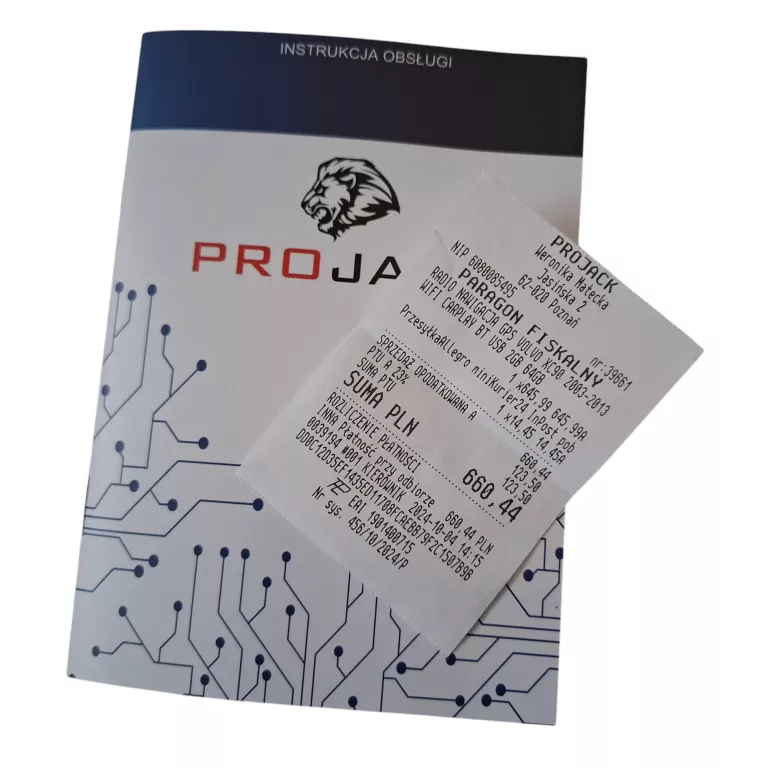 INSTRUKCJA OBSŁUGI
PROJA
PROJACK
Weronika Małecka
Jasińska 2
62-020 Poznań
NIP 6080085495 nr:39661
PARAGON FISKALNY
RADIO NAWIGACJA GPS VOLVO XC90 2003-2013
WIFI CARPLAY BT USB 2GB 64GB
1 x645,99 645,99A
PrzesyłkaAllegro miniKurier24 InPost pob
1 x14,45 14,45A
SPRZEDAŻ OPODATKOWANA A 660,44
PTU A 23% 123,50
SUMA PTU 123,50
SUMA PLN 660,44
ROZLICZENIE PŁATNOŚCI
INNA Płatność przy odbiorze 660,44 PLN
0039194 #001 KIEROWNIK 2024-10-04 14:15
DD0C12D35EF1435ED11708FCAEBB79F2C1507B9B
EAI 1901400715
Nr sys. 456/10/2024/P